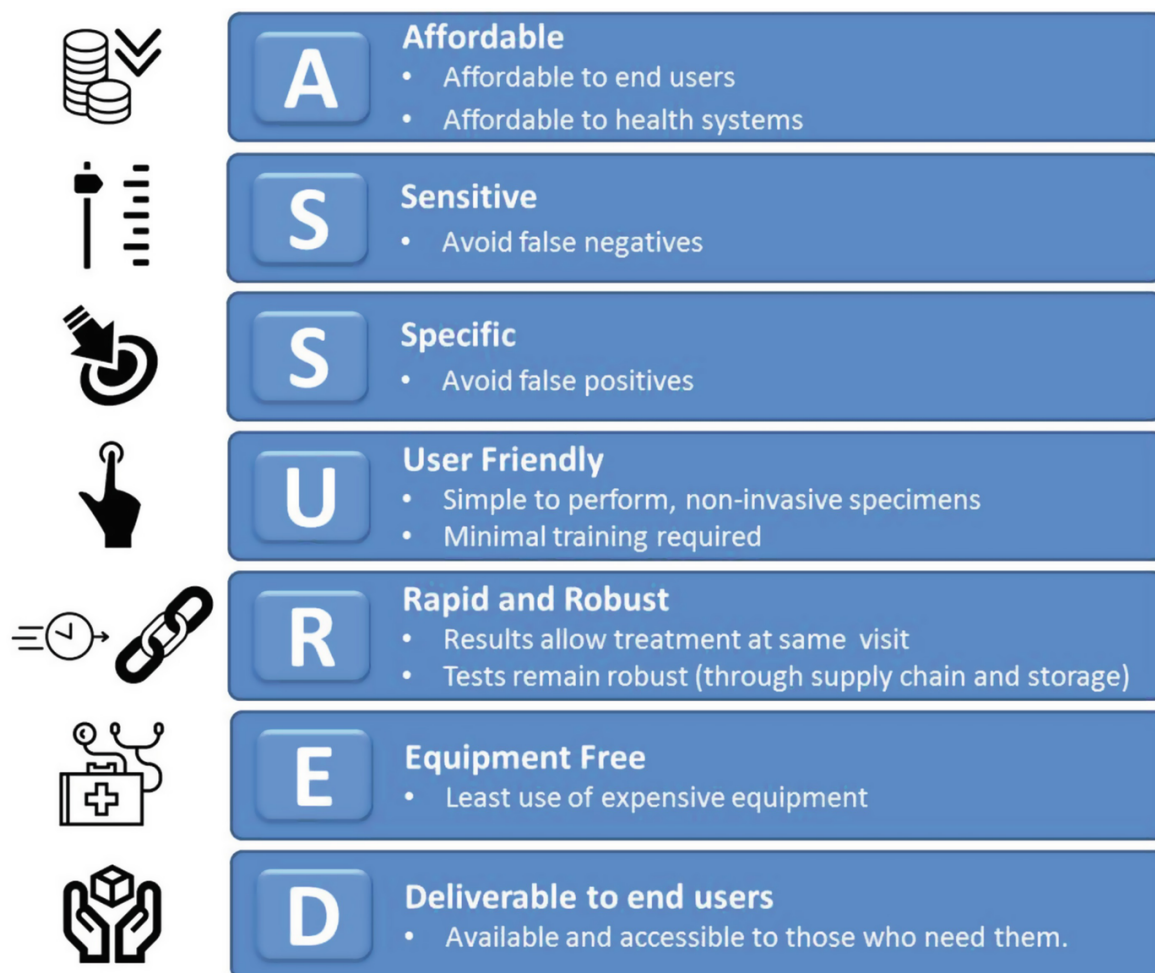 A
Affordable
• Affordable to end users
• Affordable to health systems
S
Sensitive
• Avoid false negatives
S
Specific
• Avoid false positives
U
User Friendly
• Simple to perform, non-invasive specimens
• Minimal training required
R
Rapid and Robust
• Results allow treatment at same visit
• Tests remain robust (through supply chain and storage)
E
Equipment Free
• Least use of expensive equipment
D
Deliverable to end users
• Available and accessible to those who need them.